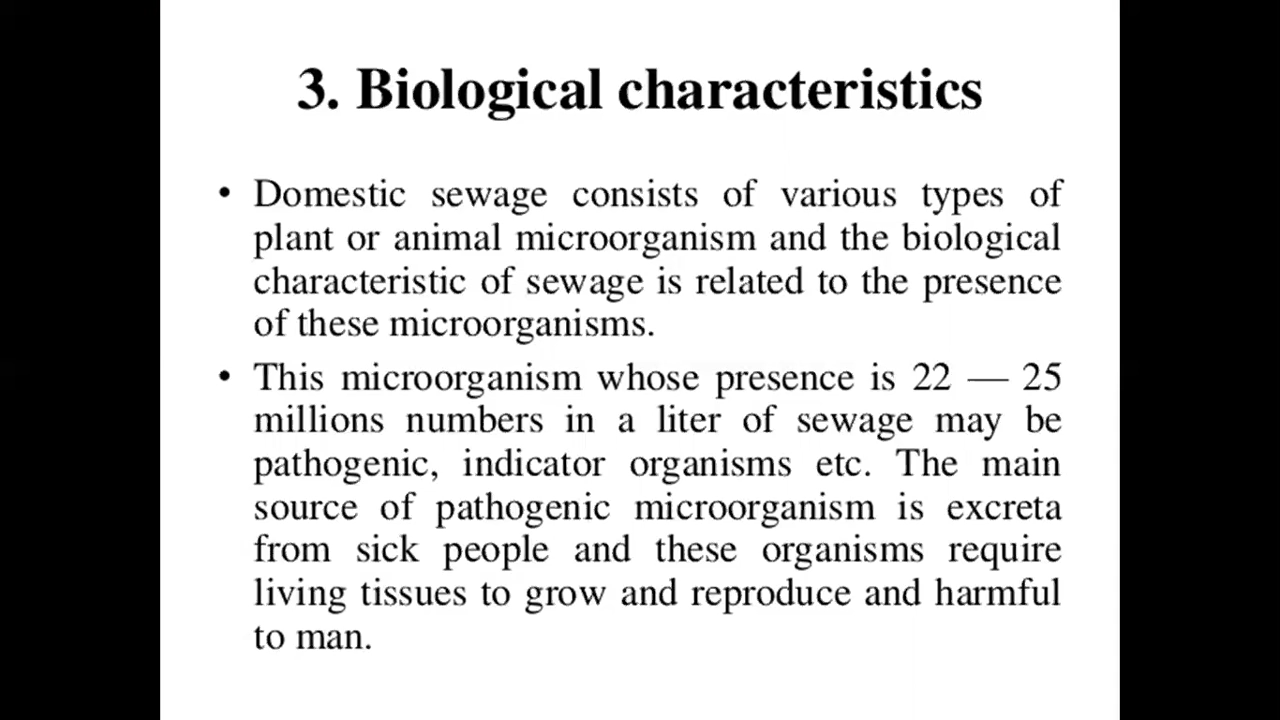 3. Biological characteristics
• Domestic sewage consists of various types of
plant or animal microorganism and the biological
characteristic of sewage is related to the presence
of these microorganisms.
• This microorganism whose presence is 22 — 25
millions numbers in a liter of sewage may be
pathogenic, indicator organisms etc. The main
source of pathogenic microorganism is excreta
from sick people and these organisms require
living tissues to grow and reproduce and harmful
to man.